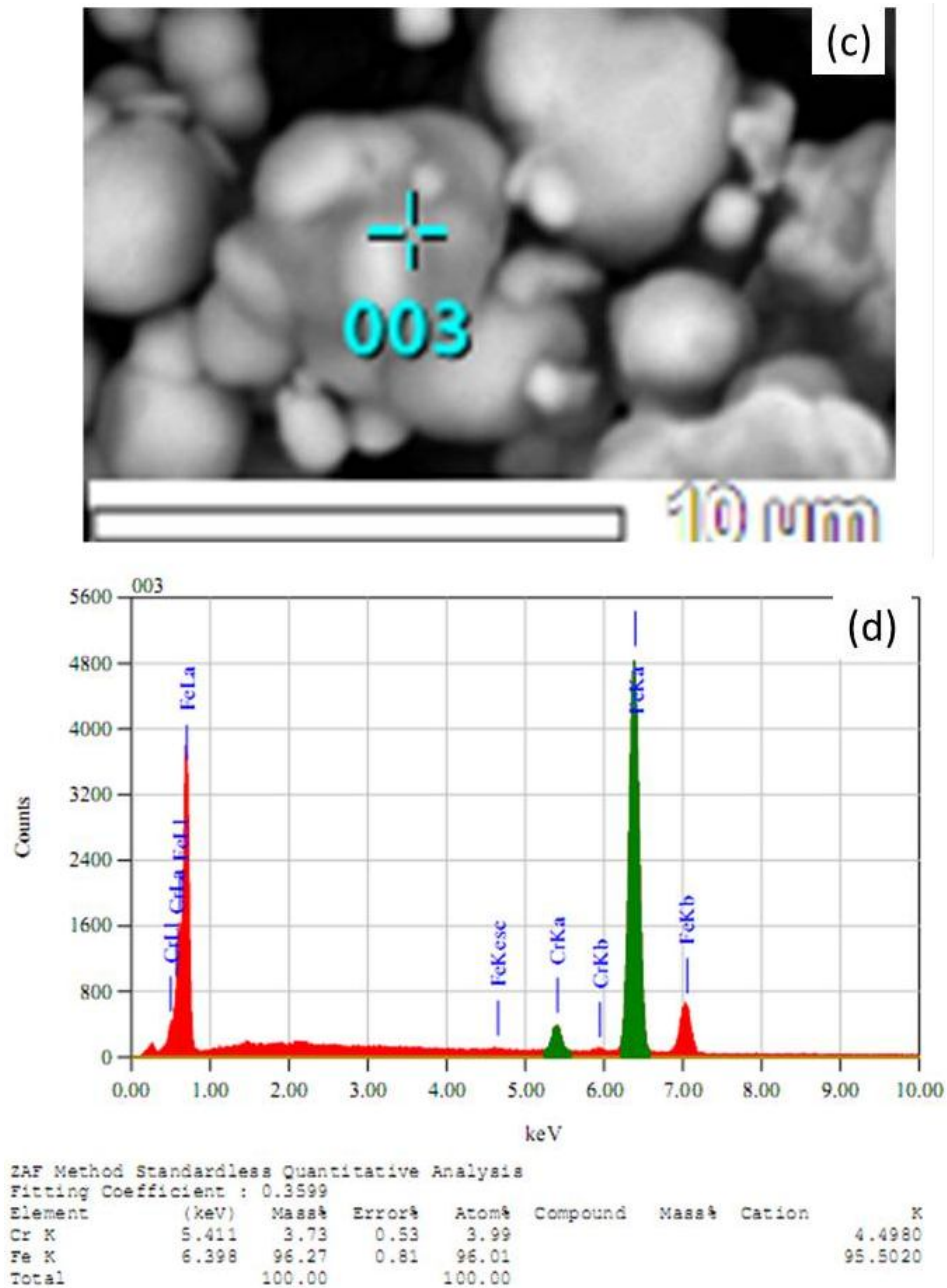 (c)
003
10 µm
003
(d)
5600
4800
4000
3200
2400
1600
800
0
Counts
FeLa
CrLl CrLa FeLl
FeKesc
CrKa
CrKb
FeKa
FeKb
0.00 1.00 2.00 3.00 4.00 5.00 6.00 7.00 8.00 9.00 10.00
keV
ZAF Method Standardless Quantitative Analysis
Fitting Coefficient : 0.3599
Element (keV) Mass% Error% Atom% Compound Mass% Cation K
Cr K 5.411 3.73 0.53 3.99 4.4980
Fe K 6.398 96.27 0.81 96.01 95.5020
Total 100.00 100.00